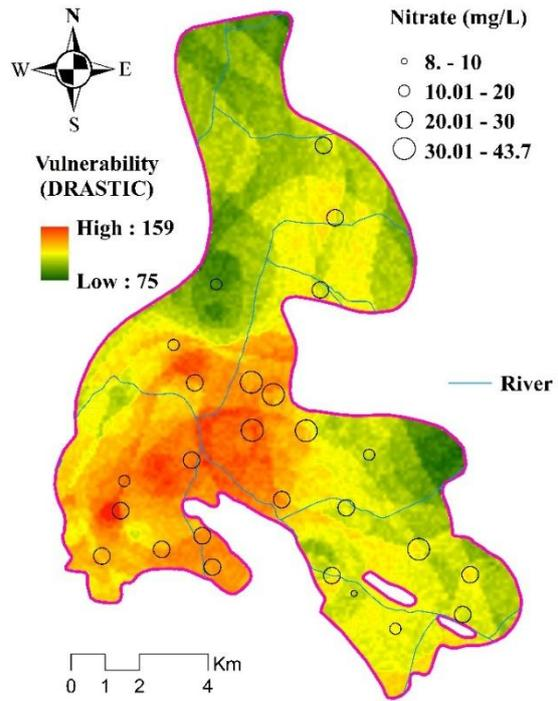 N
W E
S
Nitrate (mg/L)
8. - 10
10.01 - 20
20.01 - 30
30.01 - 43.7
Vulnerability
(DRASTIC)
High : 159
Low : 75
River
Km
0 1 2 4